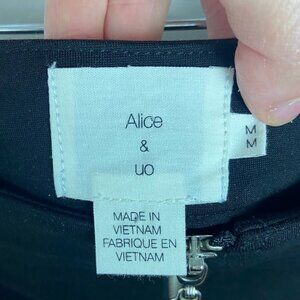 Alice
&
UO
M
M
MADE IN
VIETNAM
FABRIQUE EN
VIETNAM